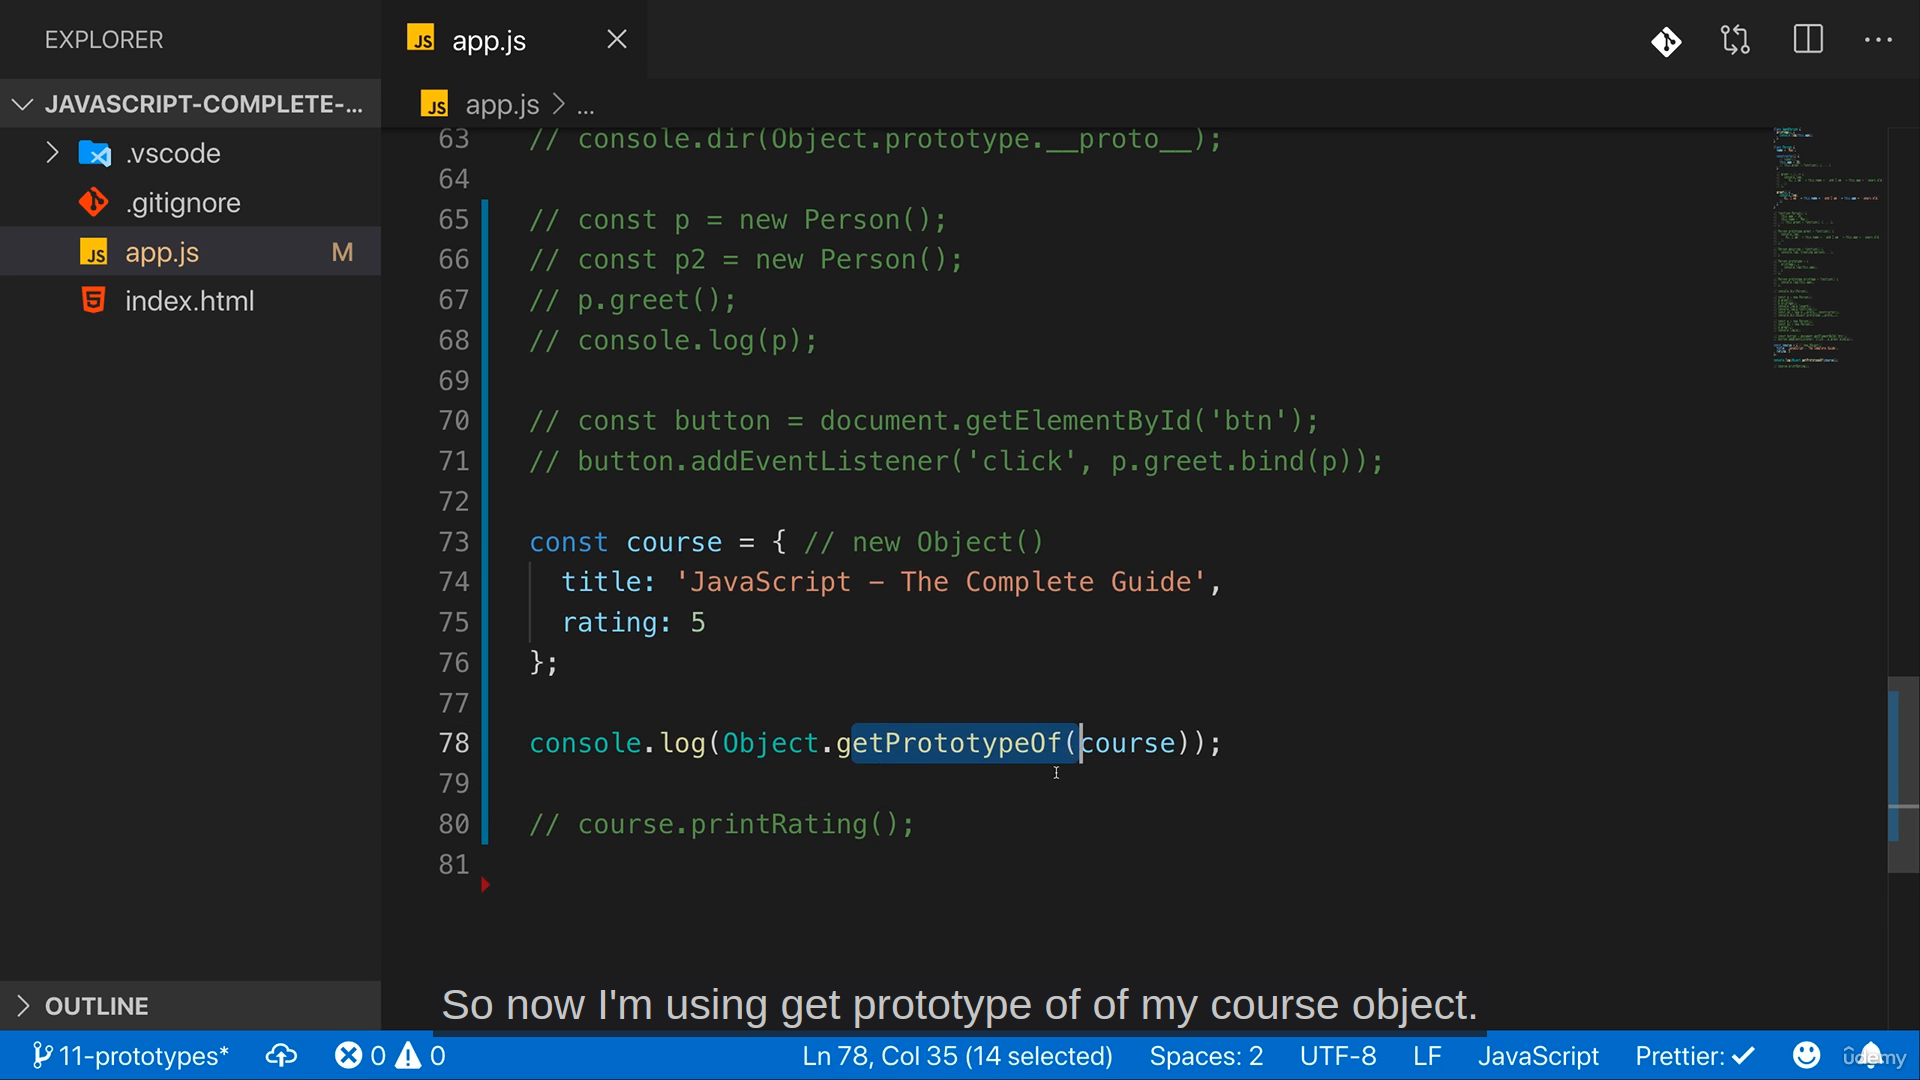 EXPLORER
JS app.js
JAVASCRIPT-COMPLETE-...
JS app.js > ...
.vscode
.gitignore
JS app.js M
index.html
63 // console.dir(Object.prototype.__proto__);
64
65 // const p = new Person();
66 // const p2 = new Person();
67 // p.greet();
68 // console.log(p);
69
70 // const button = document.getElementById('btn');
71 // button.addEventListener('click', p.greet.bind(p));
72
73 const course = { // new Object()
74 title: 'JavaScript – The Complete Guide',
75 rating: 5
76 };
77
78 console.log(Object.getPrototypeOf(course));
79
80 // course.printRating();
81
So now I'm using get prototype of of my course object.
OUTLINE
11-prototypes* 0 0 Ln 78, Col 35 (14 selected) Spaces: 2 UTF-8 LF JavaScript Prettier: ✓
udemy